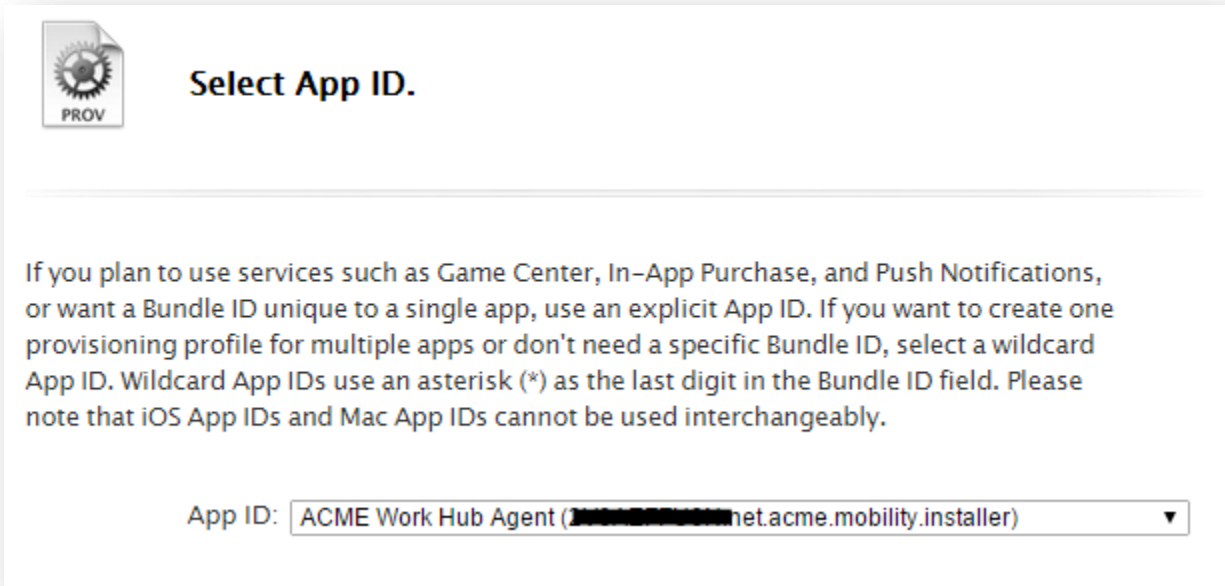 PROV
Select App ID.
If you plan to use services such as Game Center, In-App Purchase, and Push Notifications,
or want a Bundle ID unique to a single app, use an explicit App ID. If you want to create one
provisioning profile for multiple apps or don't need a specific Bundle ID, select a wildcard
App ID. Wildcard App IDs use an asterisk (*) as the last digit in the Bundle ID field. Please
note that iOS App IDs and Mac App IDs cannot be used interchangeably.
App ID: ACME Work Hub Agent (net.acme.mobility.installer)